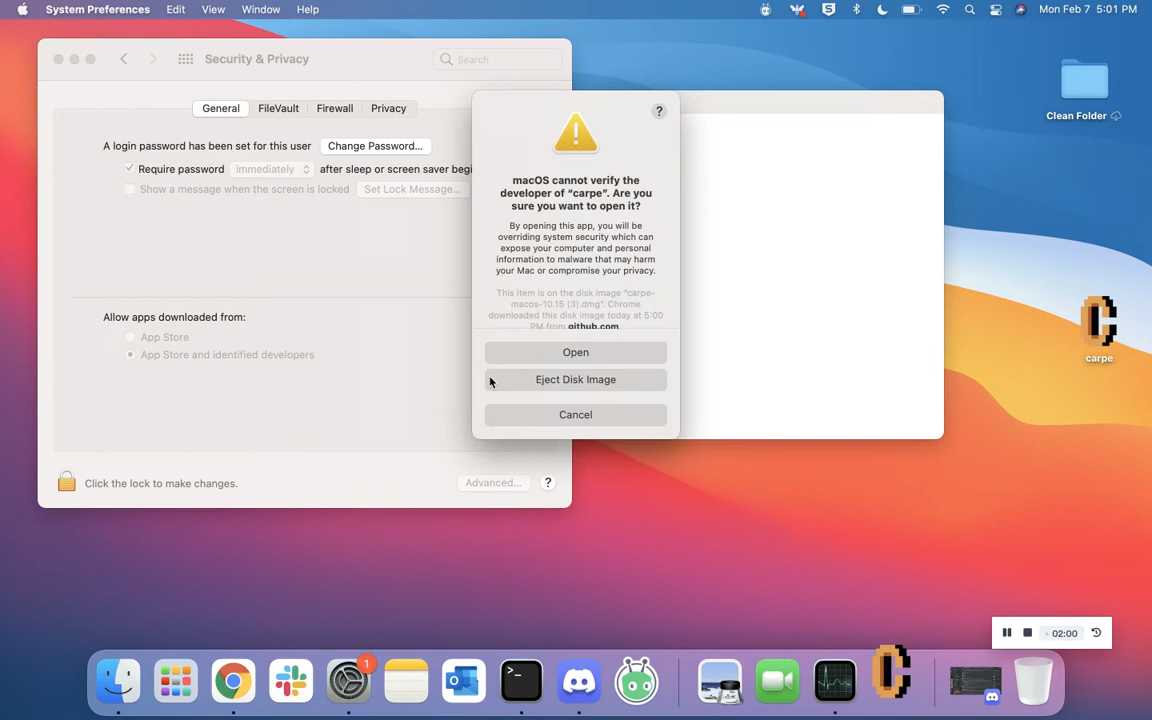 System Preferences Edit View Window Help
Mon Feb 7 5:01 PM
Security & Privacy
Search
General FileVault Firewall Privacy
A login password has been set for this user Change Password...
Require password immediately after sleep or screen saver begi
Show a message when the screen is locked Set Lock Message...
Allow apps downloaded from:
App Store
App Store and identified developers
Click the lock to make changes.
Advanced... ?
?
macOS cannot verify the
developer of “carpe”. Are you
sure you want to open it?
By opening this app, you will be
overriding system security which can
expose your computer and personal
information to malware that may harm
your Mac or compromise your privacy.
This item is on the disk image “carpe-
macos-10.15 (3).dmg”. Chrome
downloaded this disk image today at 5:00
PM from github.com
Open
Eject Disk Image
Cancel
Clean Folder
carpe
02:00
1